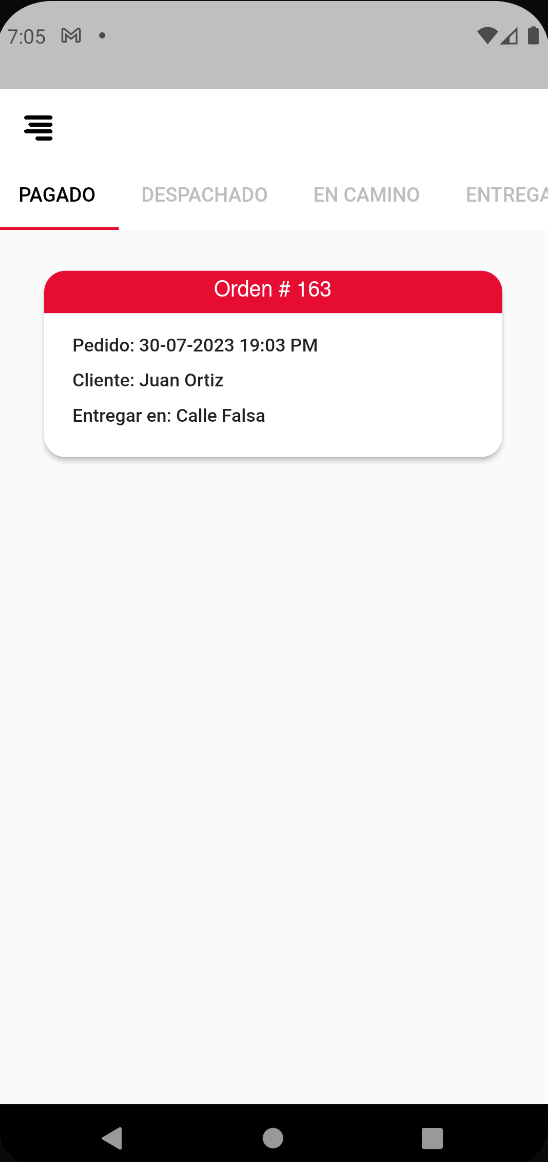 7:05
PAGADO DESPACHADO EN CAMINO ENTREGA
Orden # 163
Pedido: 30-07-2023 19:03 PM
Cliente: Juan Ortiz
Entregar en: Calle Falsa